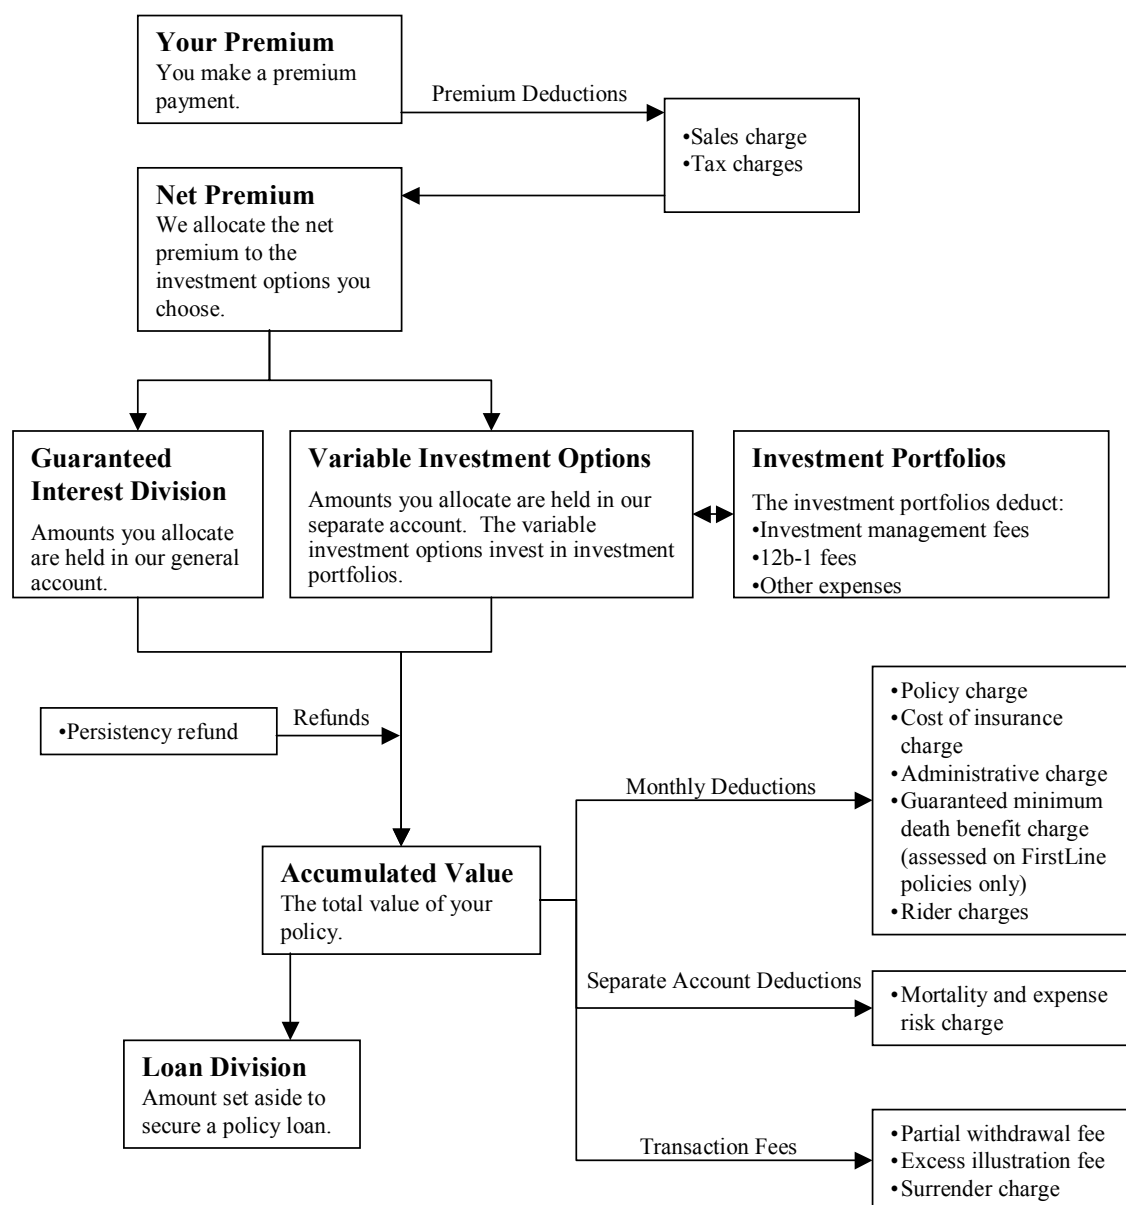 Your Premium
You make a premium
payment.
Premium Deductions
•Sales charge
•Tax charges
Net Premium
We allocate the net
premium to the
investment options you
choose.
Guaranteed
Interest Division
Amounts you allocate
are held in our general
account.
Variable Investment Options
Amounts you allocate are held in our
separate account.  The variable
investment options invest in investment
portfolios.
Investment Portfolios
The investment portfolios deduct:
•Investment management fees
•12b-1 fees
•Other expenses
•Persistency refund
Refunds
Monthly Deductions
•Policy charge
•Cost of insurance
charge
•Administrative charge
•Guaranteed minimum
death benefit charge
(assessed on FirstLine
policies only)
•Rider charges
Accumulated Value
The total value of your
policy.
Separate Account Deductions
•Mortality and expense
risk charge
Loan Division
Amount set aside to
secure a policy loan.
Transaction Fees
•Partial withdrawal fee
•Excess illustration fee
•Surrender charge